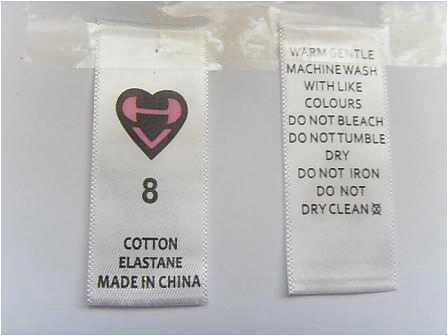 8
COTTON
ELASTANE
MADE IN CHINA
WARM GENTLE
MACHINE WASH
WITH LIKE
COLOURS
DO NOT BLEACH
DO NOT TUMBLE
DRY
DO NOT IRON
DO NOT
DRY CLEAN